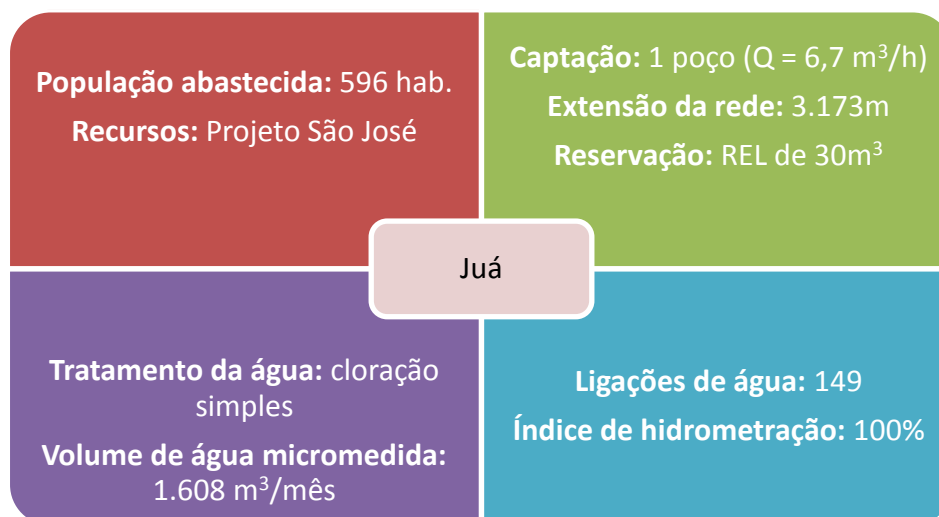 População abastecida: 596 hab.
Recursos: Projeto São José
Captação: 1 poço (Q = 6,7 m³/h)
Extensão da rede: 3.173m
Reservação: REL de 30m³
Juá
Tratamento da água: cloração
simples
Volume de água micromedida:
1.608 m³/mês
Ligações de água: 149
Índice de hidrometração: 100%